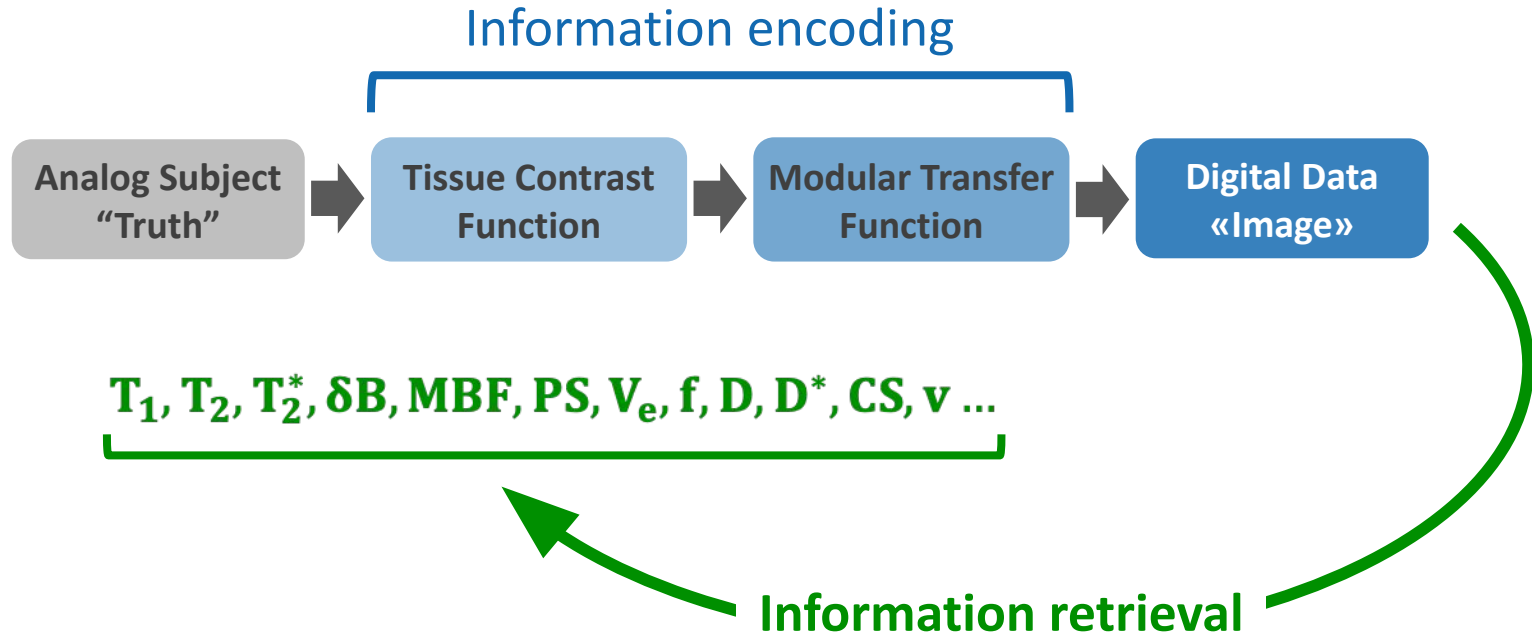 Information encoding
Analog Subject
“Truth”
Tissue Contrast
Function
Modular Transfer
Function
Digital Data
«Image»
T₁, T₂, T₂*, δB, MBF, PS, Vₑ, f, D, D*, CS, v ...
Information retrieval